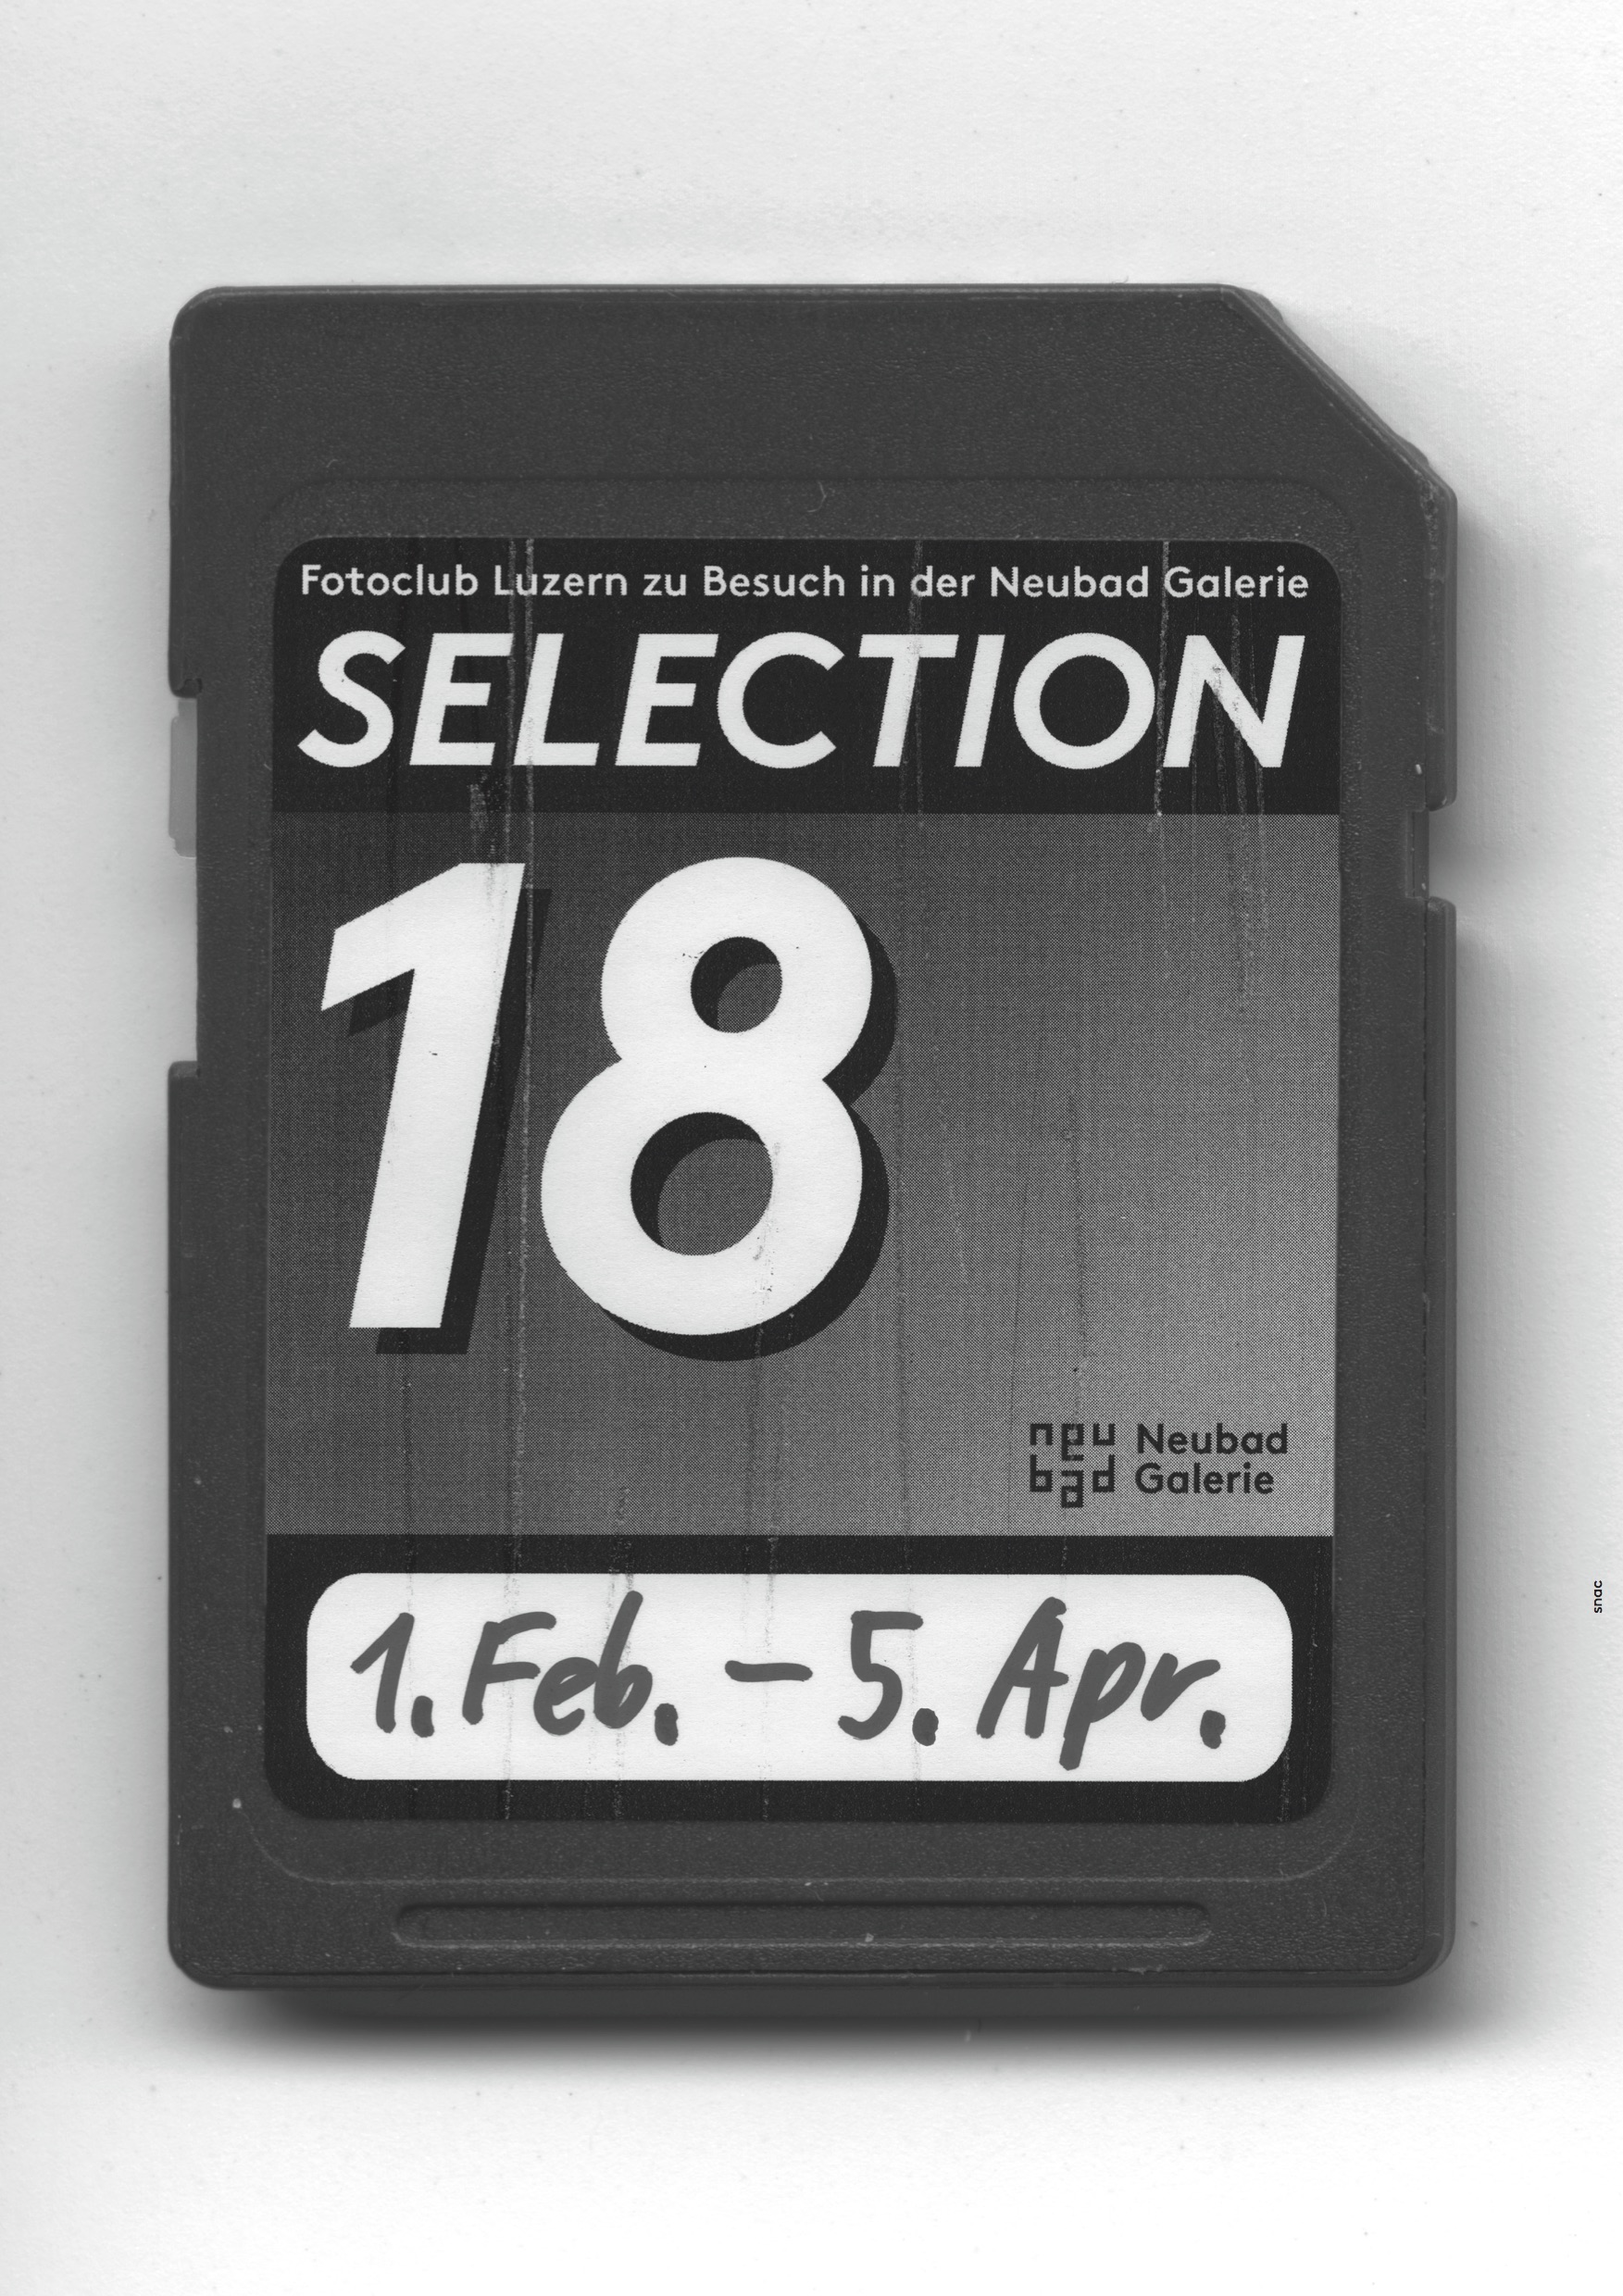 Fotoclub Luzern zu Besuch in der Neubad Galerie
SELECTION
18
neu
bad
Neubad
Galerie
1. Feb. – 5. Apr.
snac